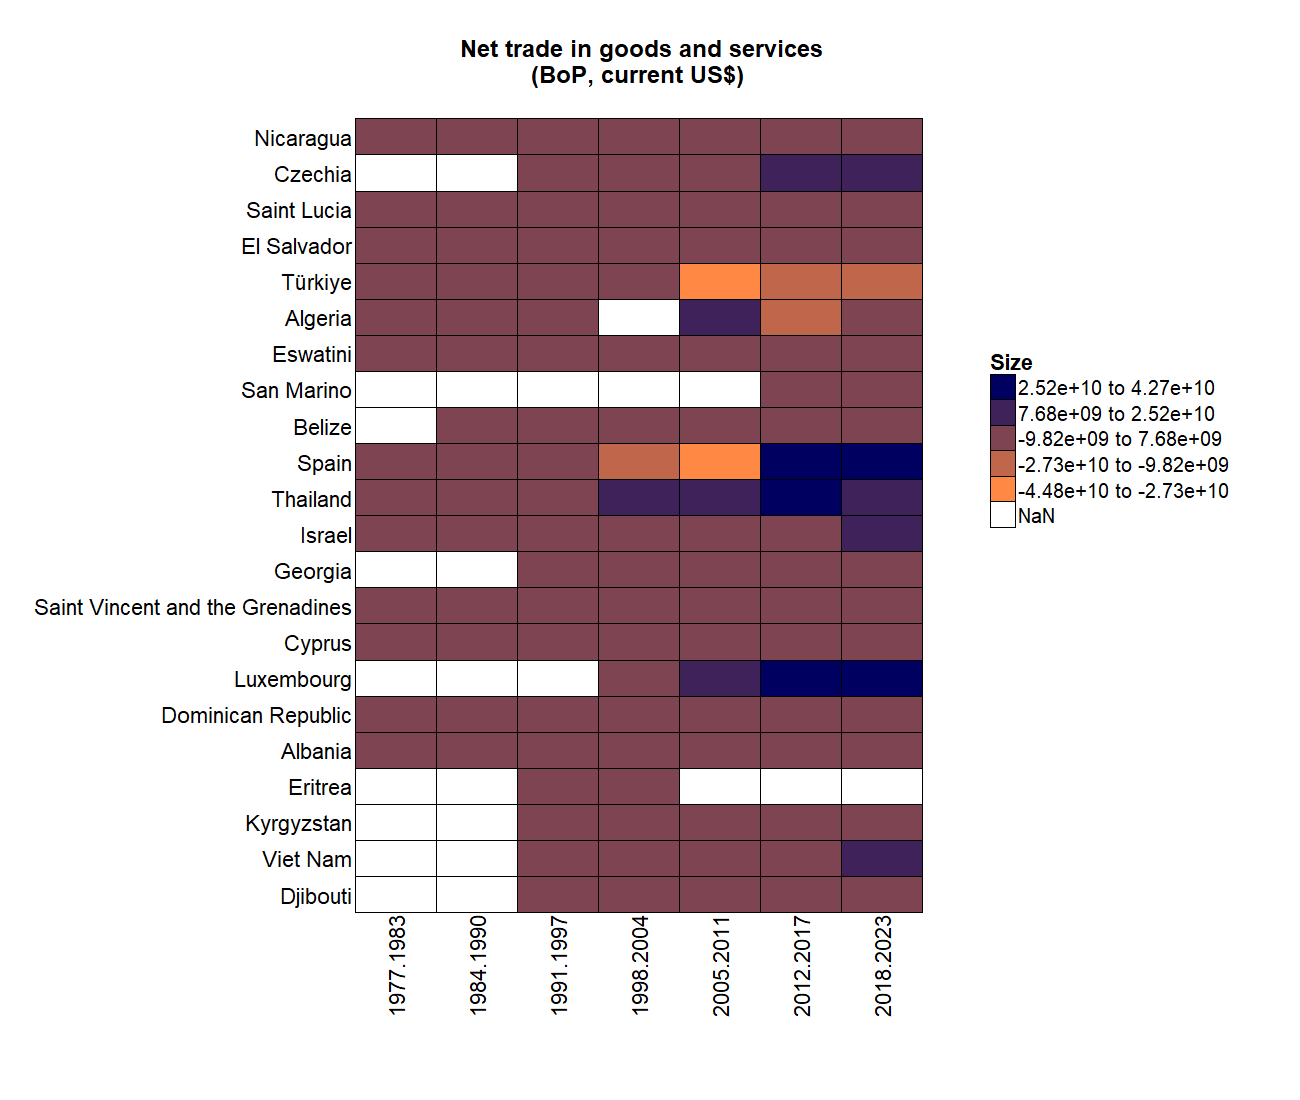 Net trade in goods and services
(BoP, current US$)
Nicaragua
Czechia
Saint Lucia
El Salvador
Türkiye
Algeria
Eswatini
San Marino
Belize
Spain
Thailand
Israel
Georgia
Saint Vincent and the Grenadines
Cyprus
Luxembourg
Dominican Republic
Albania
Eritrea
Kyrgyzstan
Viet Nam
Djibouti
1977.1983
1984.1990
1991.1997
1998.2004
2005.2011
2012.2017
2018.2023
Size
2.52e+10 to 4.27e+10
7.68e+09 to 2.52e+10
-9.82e+09 to 7.68e+09
-2.73e+10 to -9.82e+09
-4.48e+10 to -2.73e+10
NaN